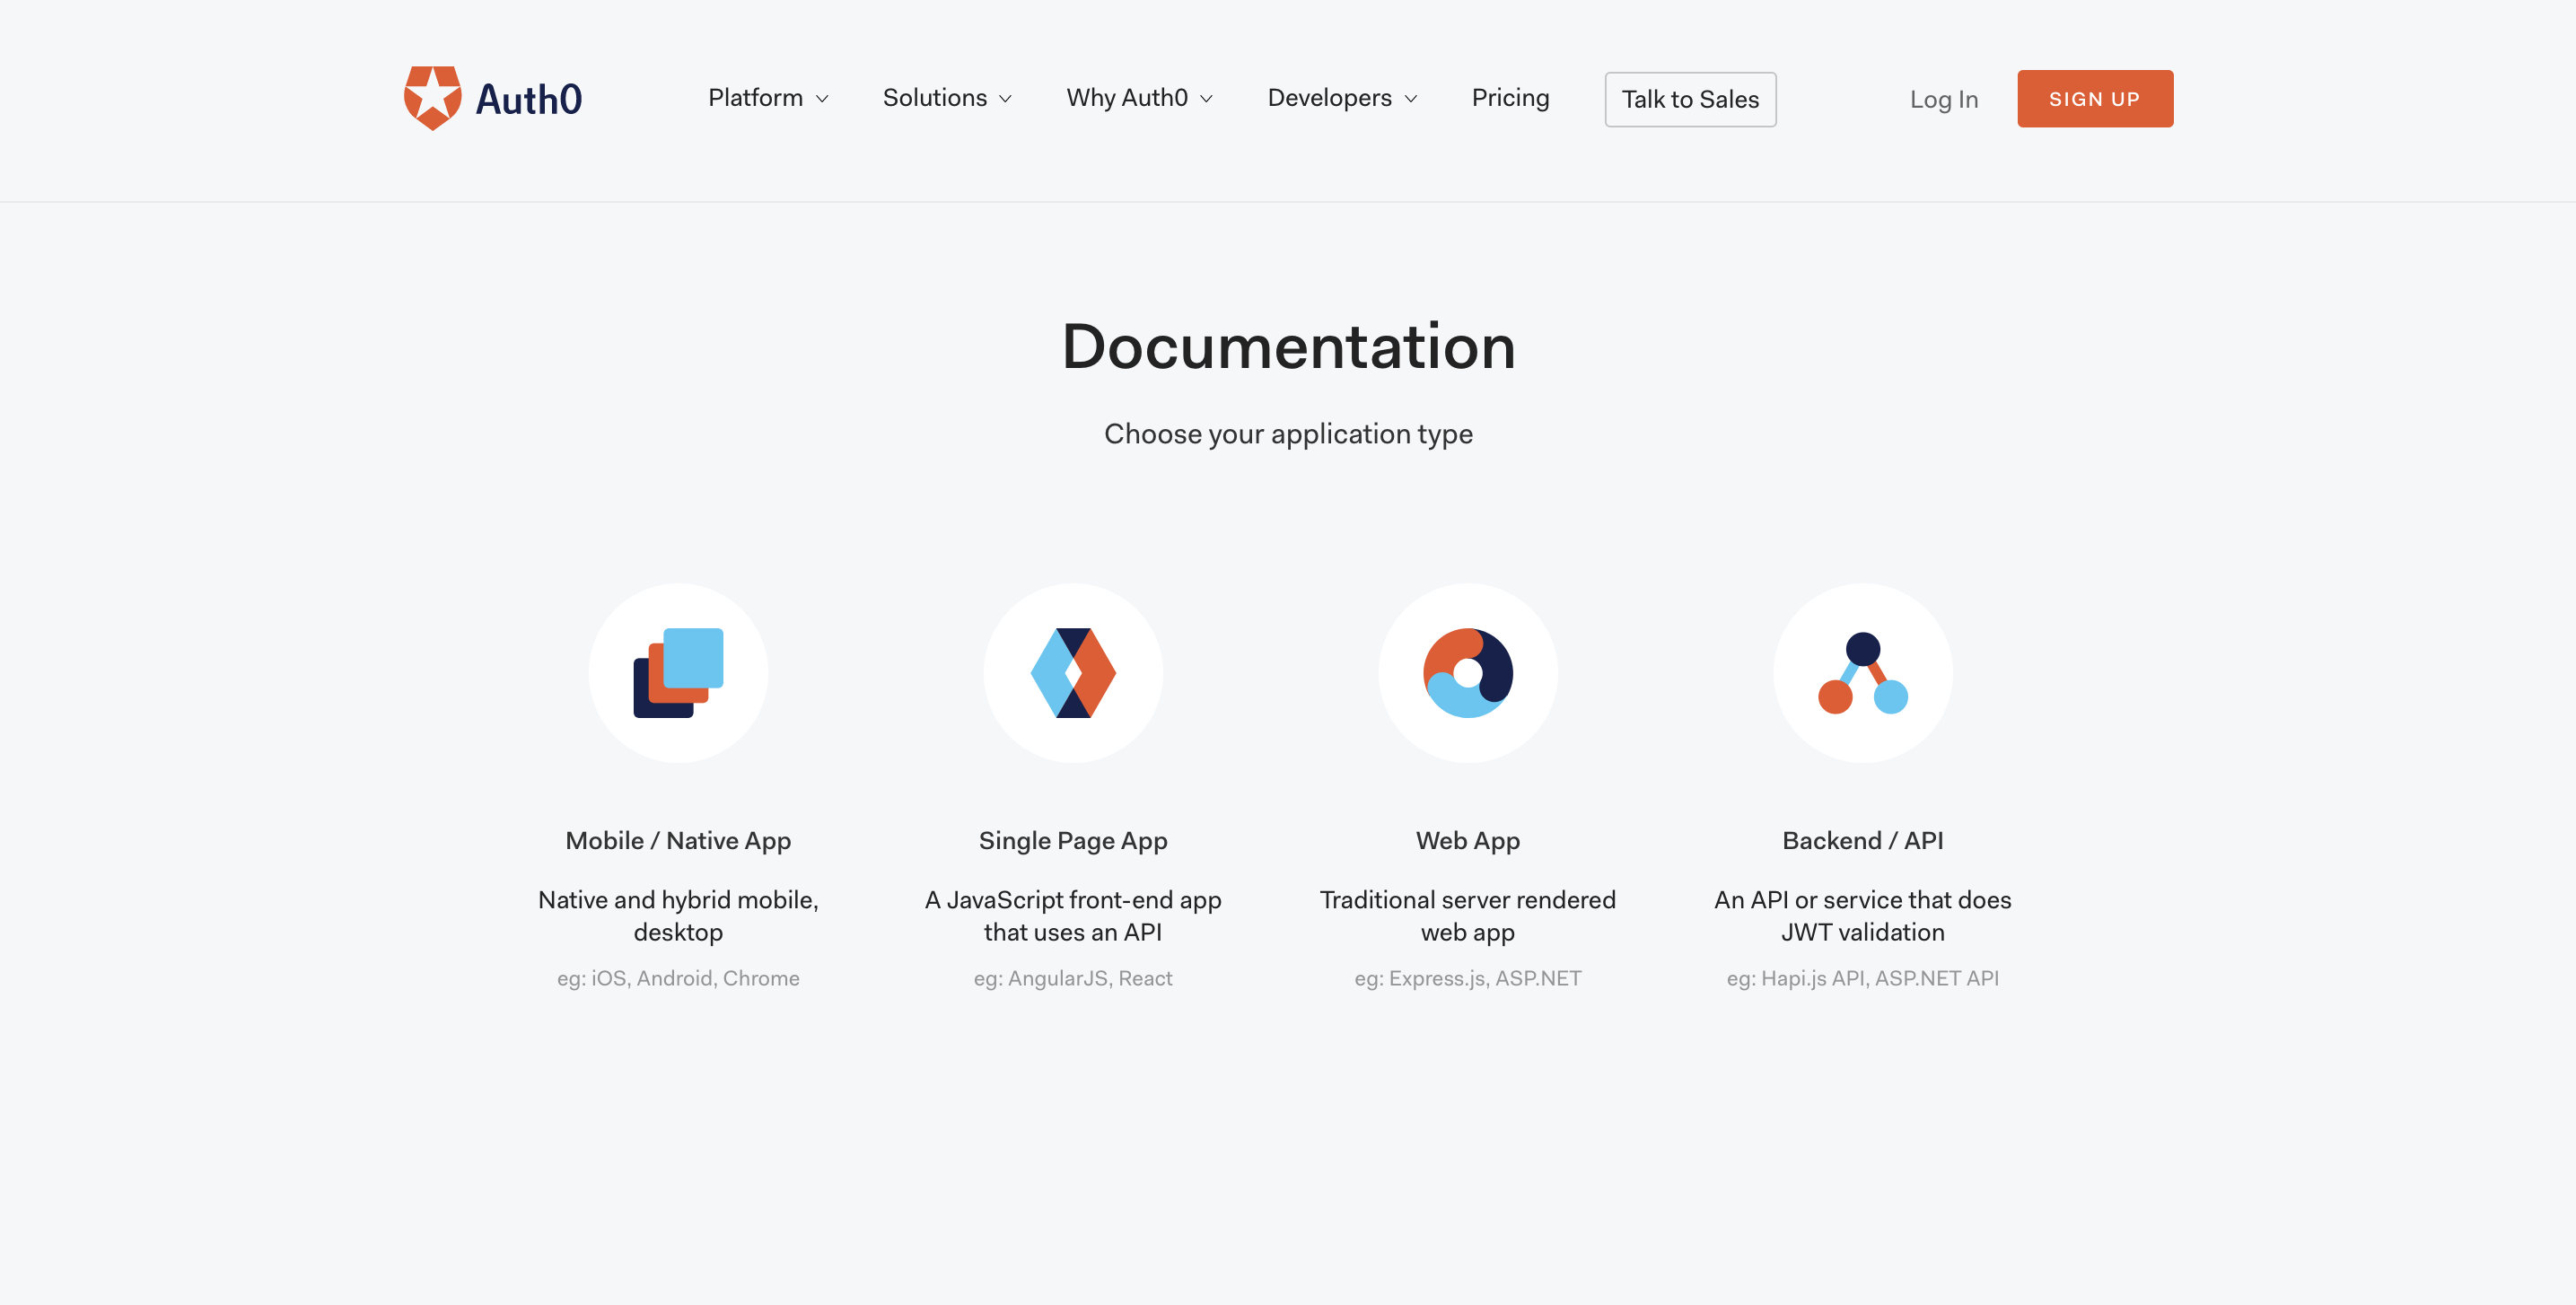 Auth0
Platform
Solutions
Why Auth0
Developers
Pricing
Talk to Sales
Log In
SIGN UP
Documentation
Choose your application type
Mobile / Native App
Native and hybrid mobile,
desktop
eg: iOS, Android, Chrome
Single Page App
A JavaScript front-end app
that uses an API
eg: AngularJS, React
Web App
Traditional server rendered
web app
eg: Express.js, ASP.NET
Backend / API
An API or service that does
JWT validation
eg: Hapi.js API, ASP.NET API